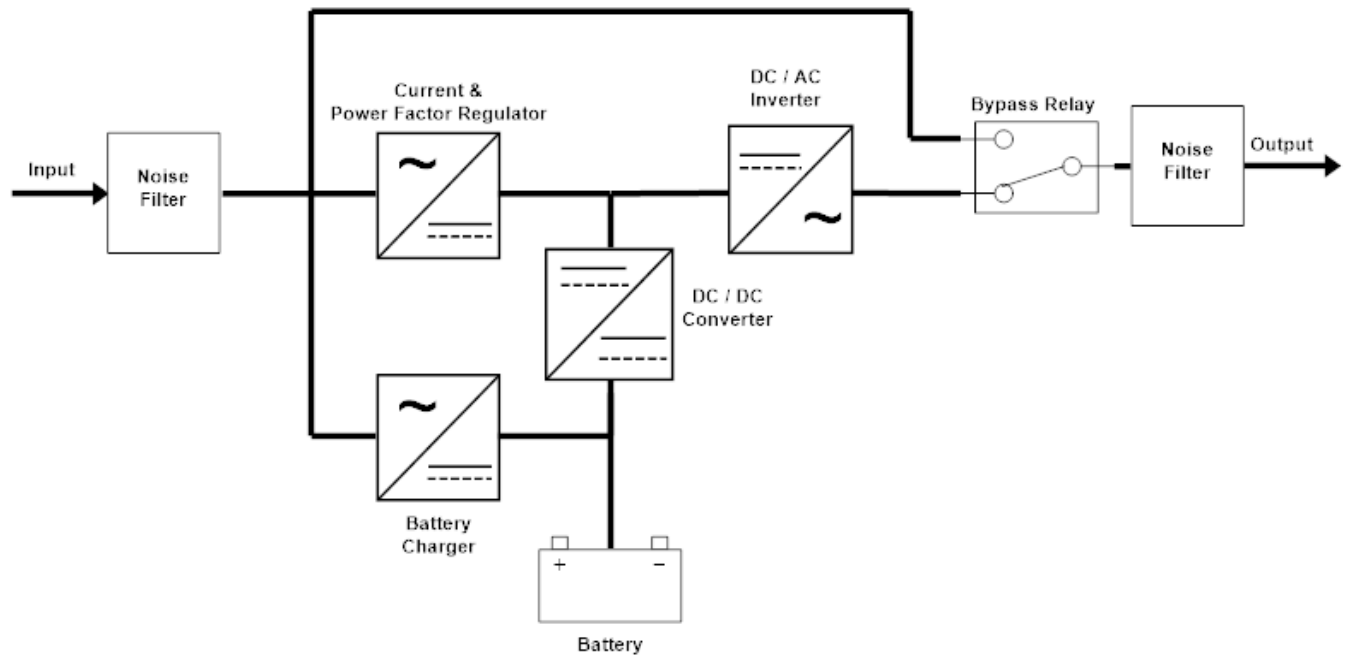 Current &
Power Factor Regulator
DC / AC
Inverter
Bypass Relay
Input
Noise
Filter
Noise
Filter
Output
DC / DC
Converter
Battery
Charger
+ −
Battery